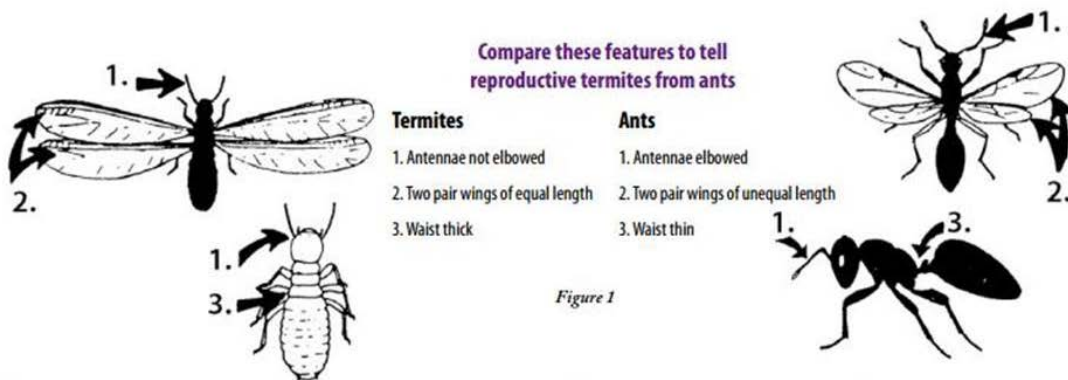 Compare these features to tell
reproductive termites from ants
Termites
1. Antennae not elbowed
2. Two pair wings of equal length
3. Waist thick
Ants
1. Antennae elbowed
2. Two pair wings of unequal length
3. Waist thin
Figure 1
1.
2.
1.
3.
1.
2.
1.
3.